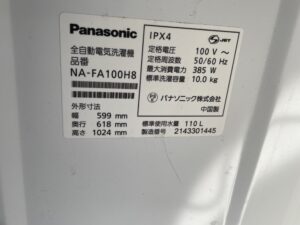 Panasonic
全自動電気洗濯機
品番
NA-FA100H8
外形寸法
幅 599 mm
奥行 618 mm
高さ 1024 mm
IPX4
JET
定格電圧 100 V ～
定格周波数 50/60 Hz
最大消費電力 385 W
標準洗濯容量 10.0 kg
パナソニック株式会社
中国製
標準使用水量 110 L
製造番号 2143301445